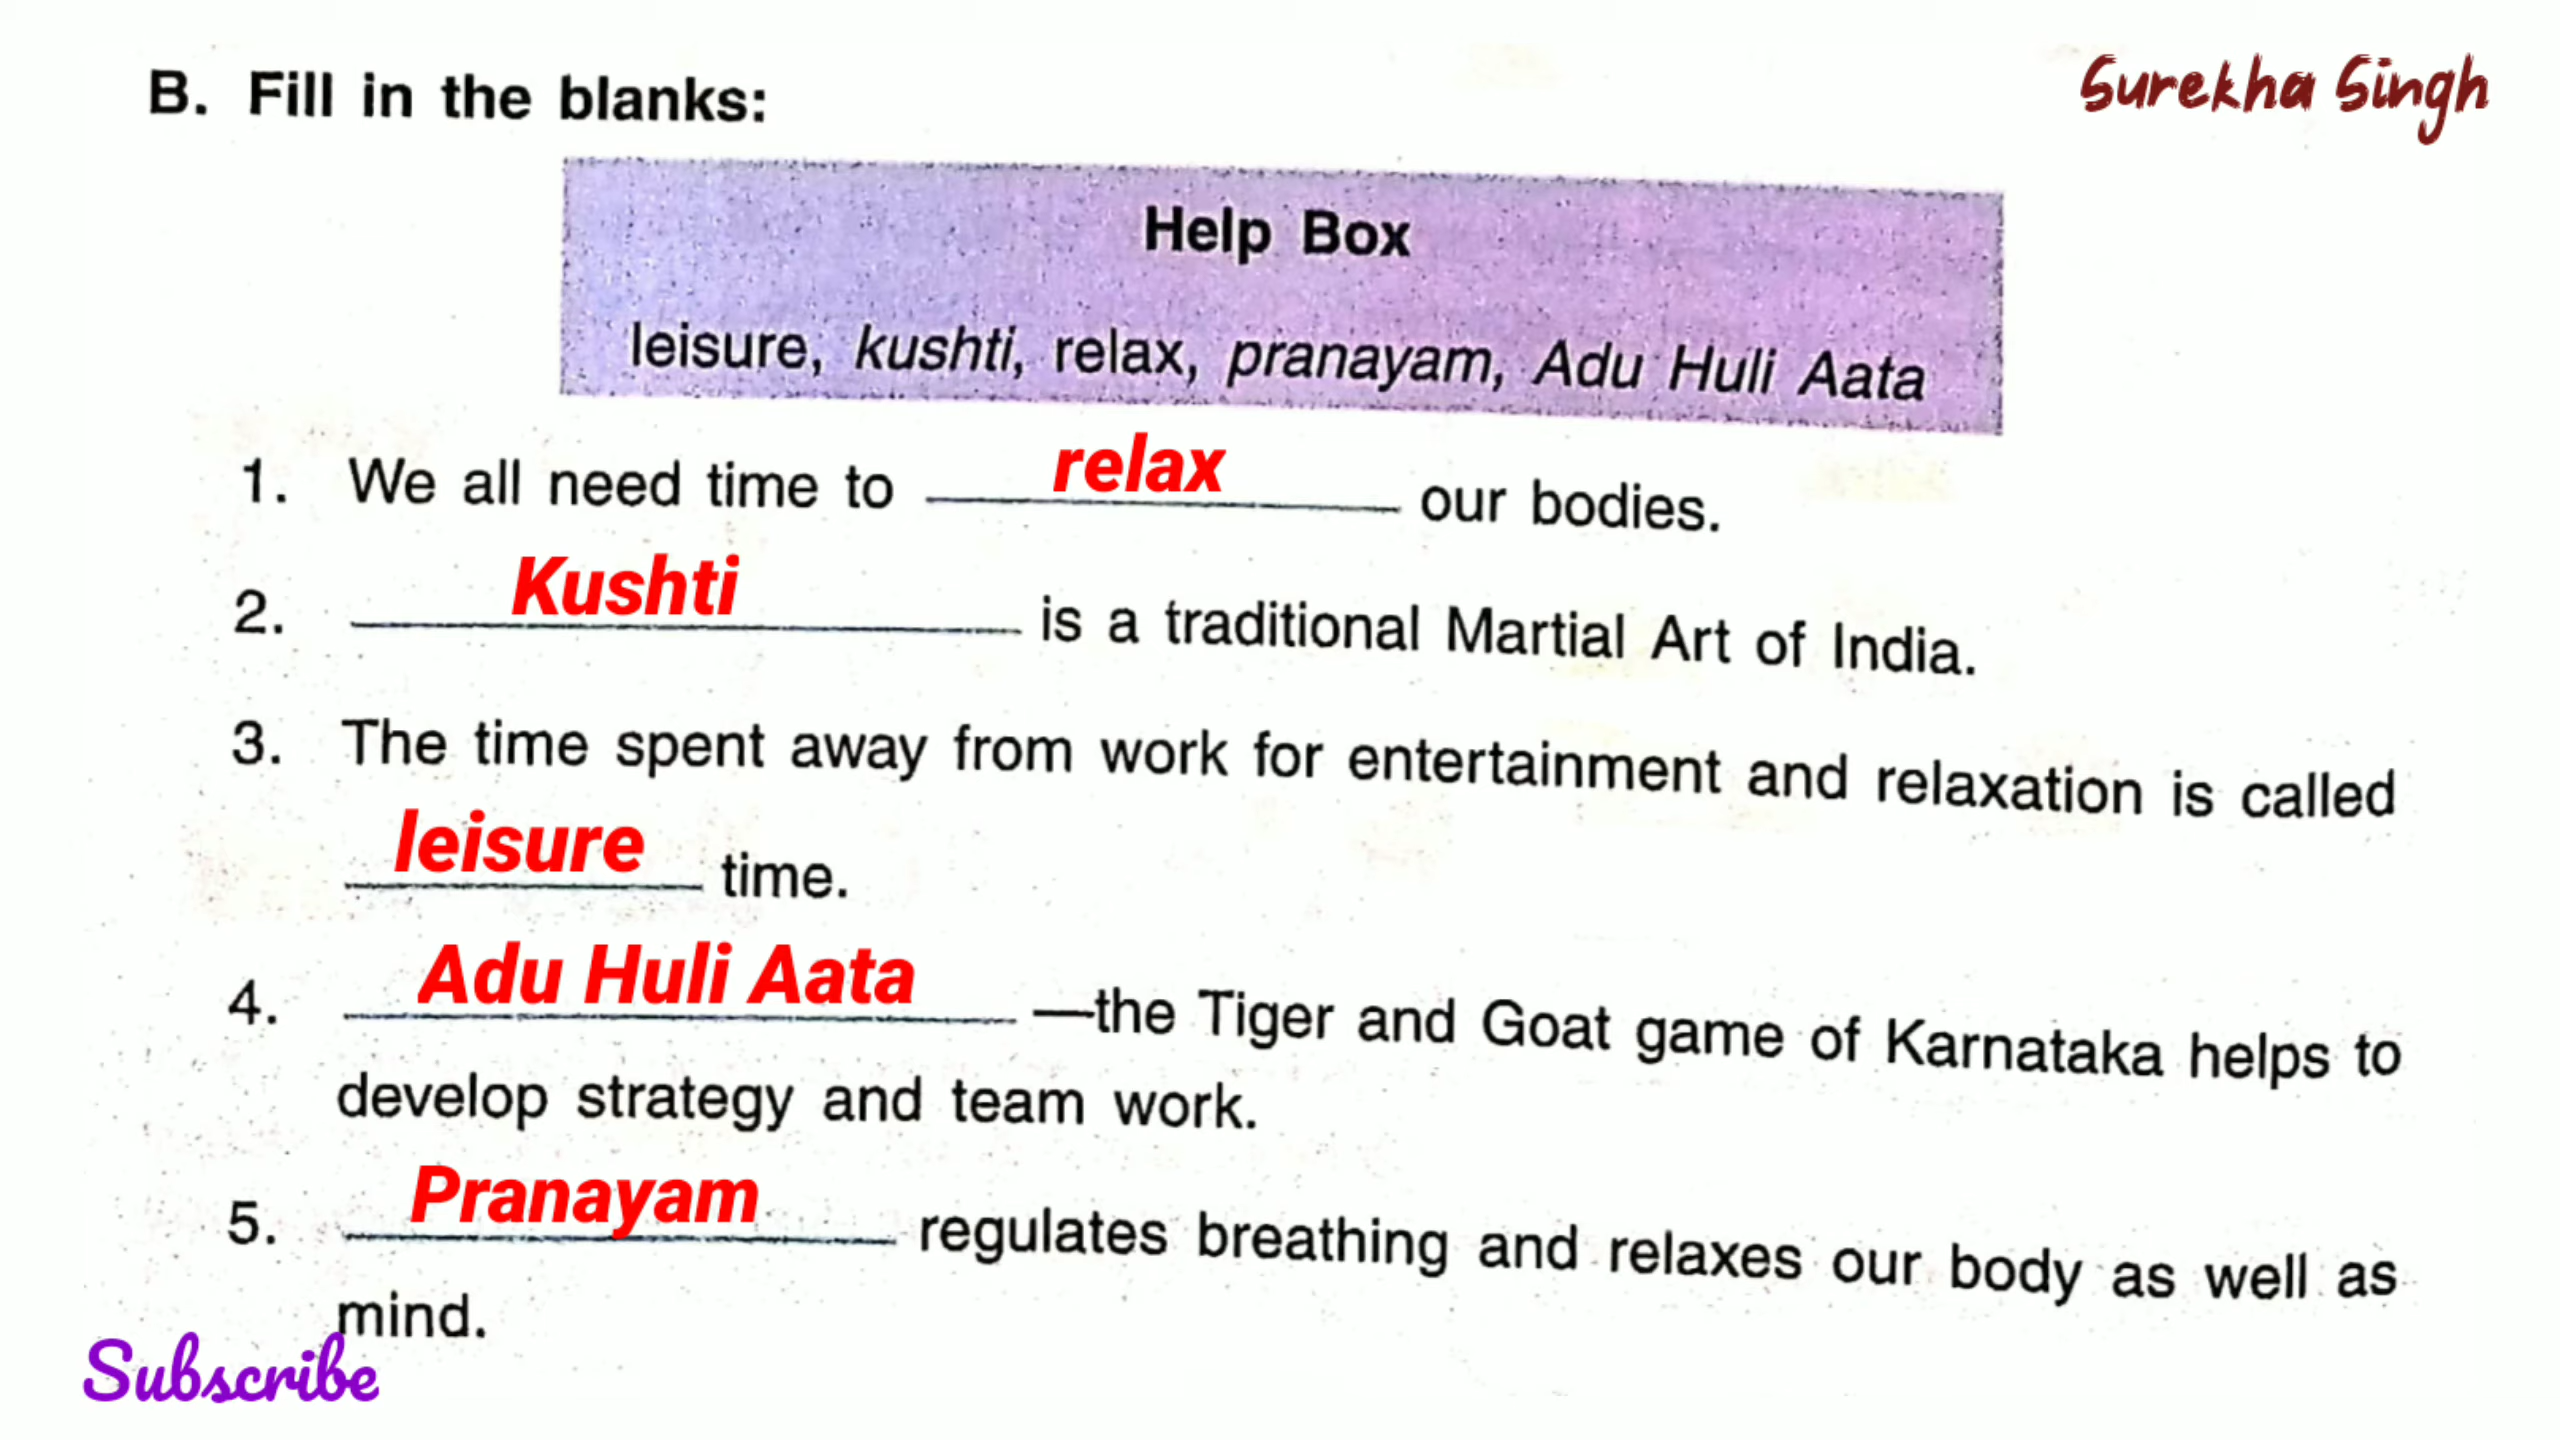 B. Fill in the blanks:
Surekha Singh
Help Box
leisure, kushti, relax, pranayam, Adu Huli Aata
1. We all need time to relax our bodies.
2. Kushti is a traditional Martial Art of India.
3. The time spent away from work for entertainment and relaxation is called
leisure time.
4. Adu Huli Aata —the Tiger and Goat game of Karnataka helps to
develop strategy and team work.
5. Pranayam regulates breathing and relaxes our body as well as
mind.
Subscribe